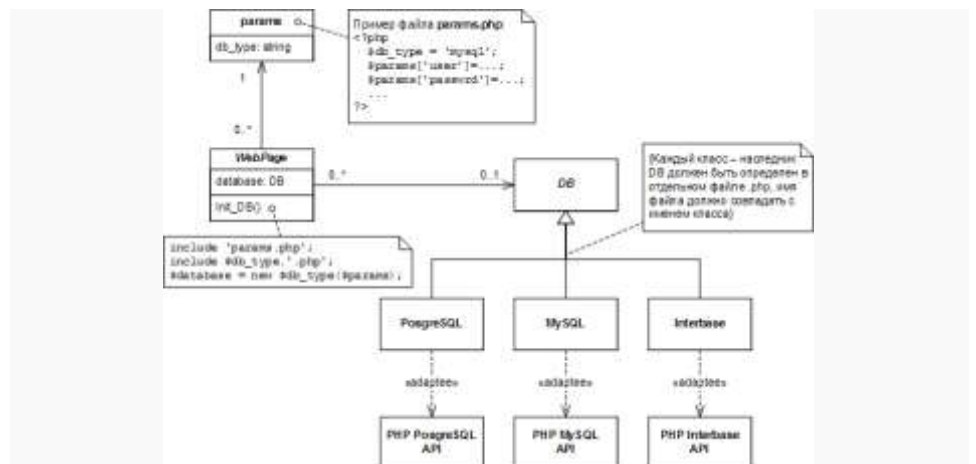 params
db_type: string
Пример файла params.php
<?php
$db_type = 'mysql';
$params['user']=...;
$params['passwrd']=...;
...
?>
1
0..*
WebPage
database: DB
init_DB()
0..*
0..1
DB
{Каждый класс – наследник
DB должен быть определен в
отдельном файле .php, имя
файла должно совпадать с
именем класса}
include 'params.php';
include $db_type.'.php';
$database = new $db_type($params);
PosgreSQL
MySQL
Interbase
«adaptee»
«adaptee»
«adaptee»
PHP PosgreSQL
API
PHP MySQL
API
PHP Interbase
API